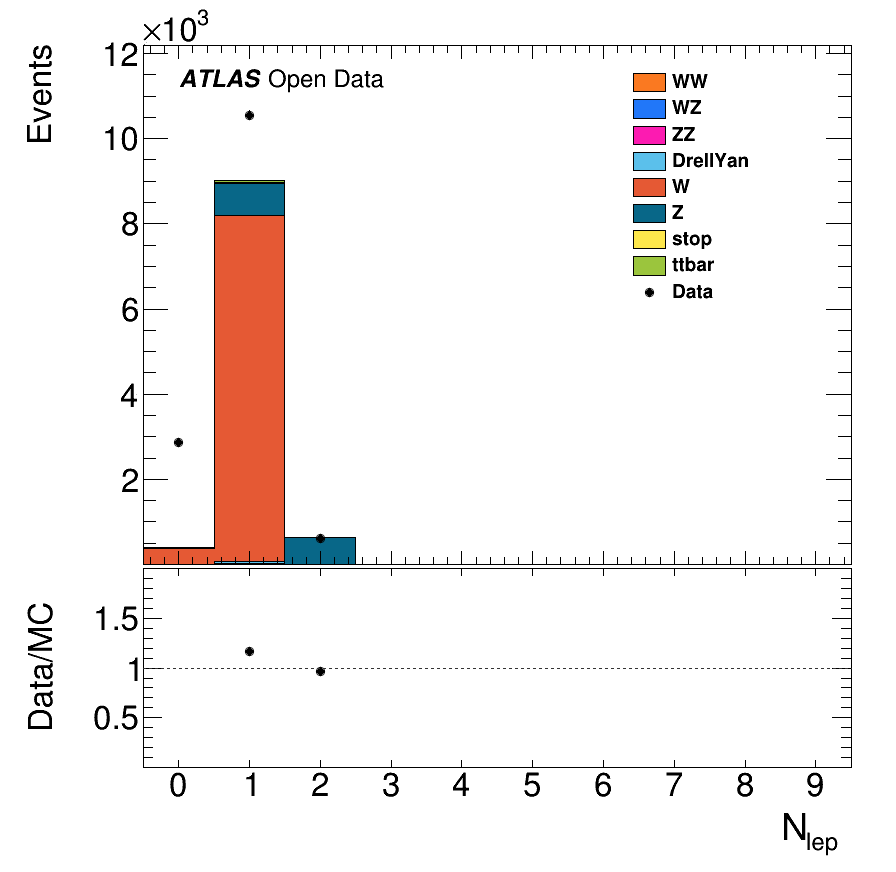 ×10³
Events
12
10
8
6
4
2
ATLAS Open Data
WW
WZ
ZZ
DrellYan
W
Z
stop
ttbar
Data
Data/MC
1.5
1
0.5
0 1 2 3 4 5 6 7 8 9
N_lep